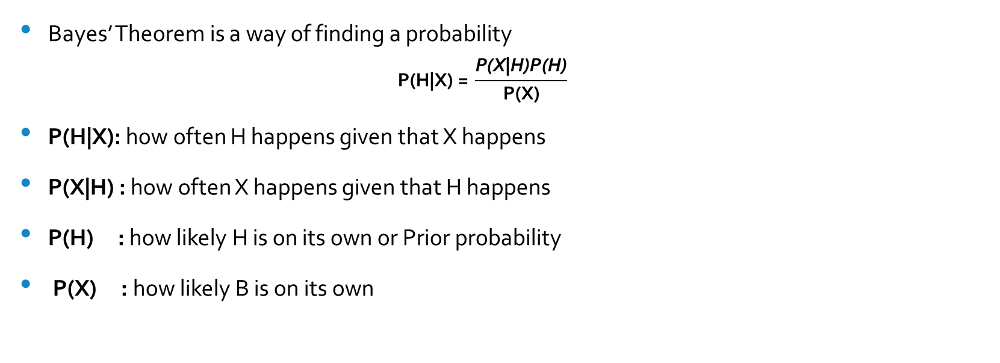 • Bayes' Theorem is a way of finding a probability
P(H|X) = P(X|H)P(H) / P(X)
• P(H|X): how often H happens given that X happens
• P(X|H) : how often X happens given that H happens
• P(H) : how likely H is on its own or Prior probability
• P(X) : how likely B is on its own